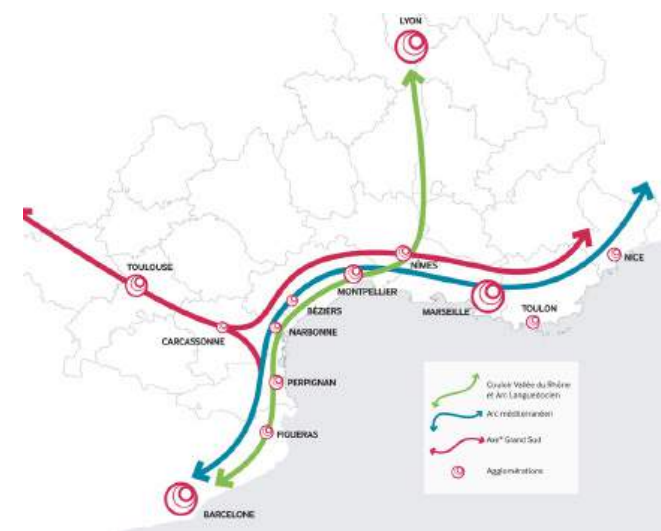 LYON
TOULOUSE
NÎMES
NICE
MONTPELLIER
MARSEILLE
TOULON
BÉZIERS
CARCASSONNE
NARBONNE
PERPIGNAN
FIGUERAS
BARCELONE
Couloir Vallée du Rhône
et Arc Languedocien
Arc méditerranéen
Axe* Grand Sud
Agglomérations